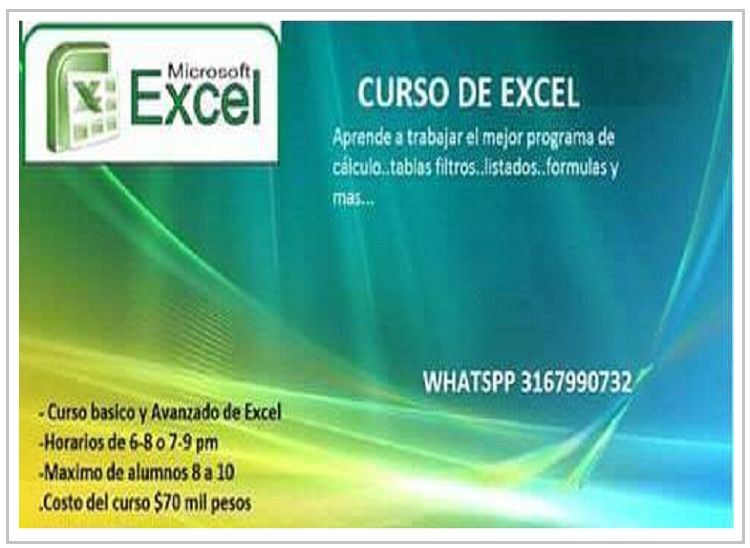 Microsoft
Excel
CURSO DE EXCEL
Aprende a trabajar el mejor programa de
cálculo..tablas filtros..listados..formulas y
mas...
WHATSPP 3167990732
- Curso basico y Avanzado de Excel
-Horarios de 6-8 o 7-9 pm
-Maximo de alumnos 8 a 10
.Costo del curso $70 mil pesos